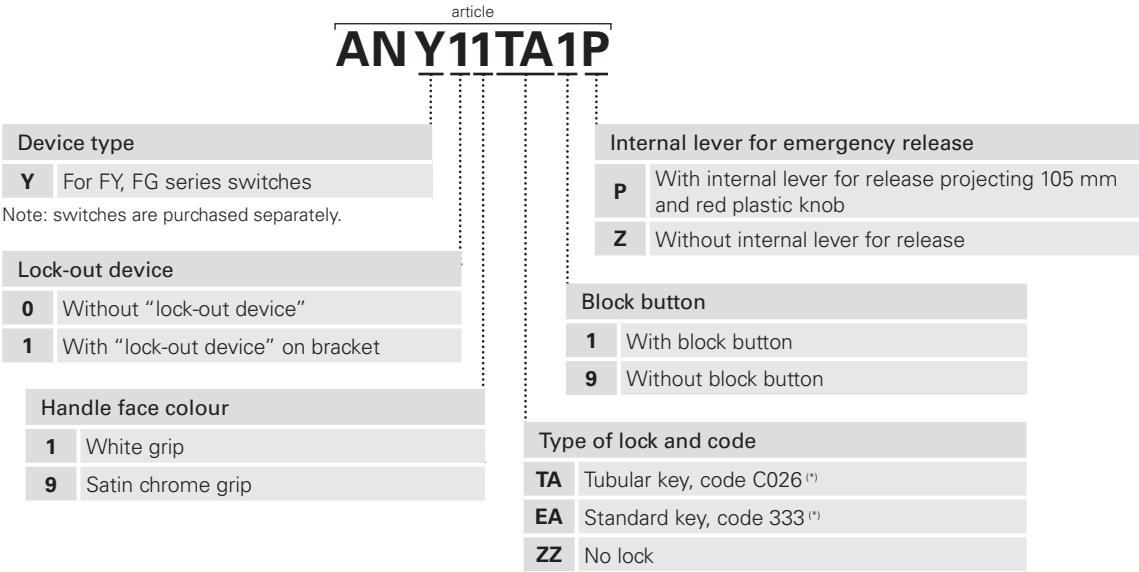 article
ANY11TA1P
Device type
Y For FY, FG series switches
Note: switches are purchased separately.
Lock-out device
0 Without “lock-out device”
1 With “lock-out device” on bracket
Handle face colour
1 White grip
9 Satin chrome grip
Internal lever for emergency release
P With internal lever for release projecting 105 mm
and red plastic knob
Z Without internal lever for release
Block button
1 With block button
9 Without block button
Type of lock and code
TA Tubular key, code C026 (*)
EA Standard key, code 333 (*)
ZZ No lock